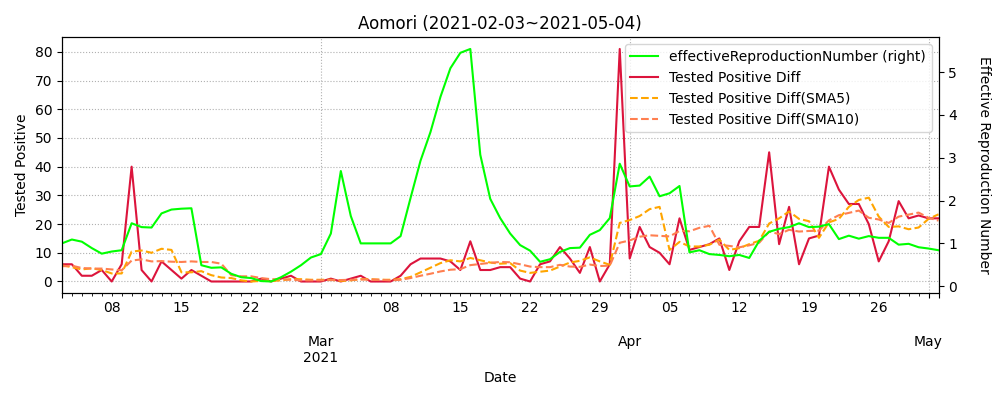 Aomori (2021-02-03~2021-05-04)
effectiveReproductionNumber (right)
Tested Positive Diff
Tested Positive Diff(SMA5)
Tested Positive Diff(SMA10)
Tested Positive
80
70
60
50
40
30
20
10
0
Effective Reproduction Number
5
4
3
2
1
0
08 15 22 08 15 22 29 05 12 19 26
Mar Apr May
2021
Date